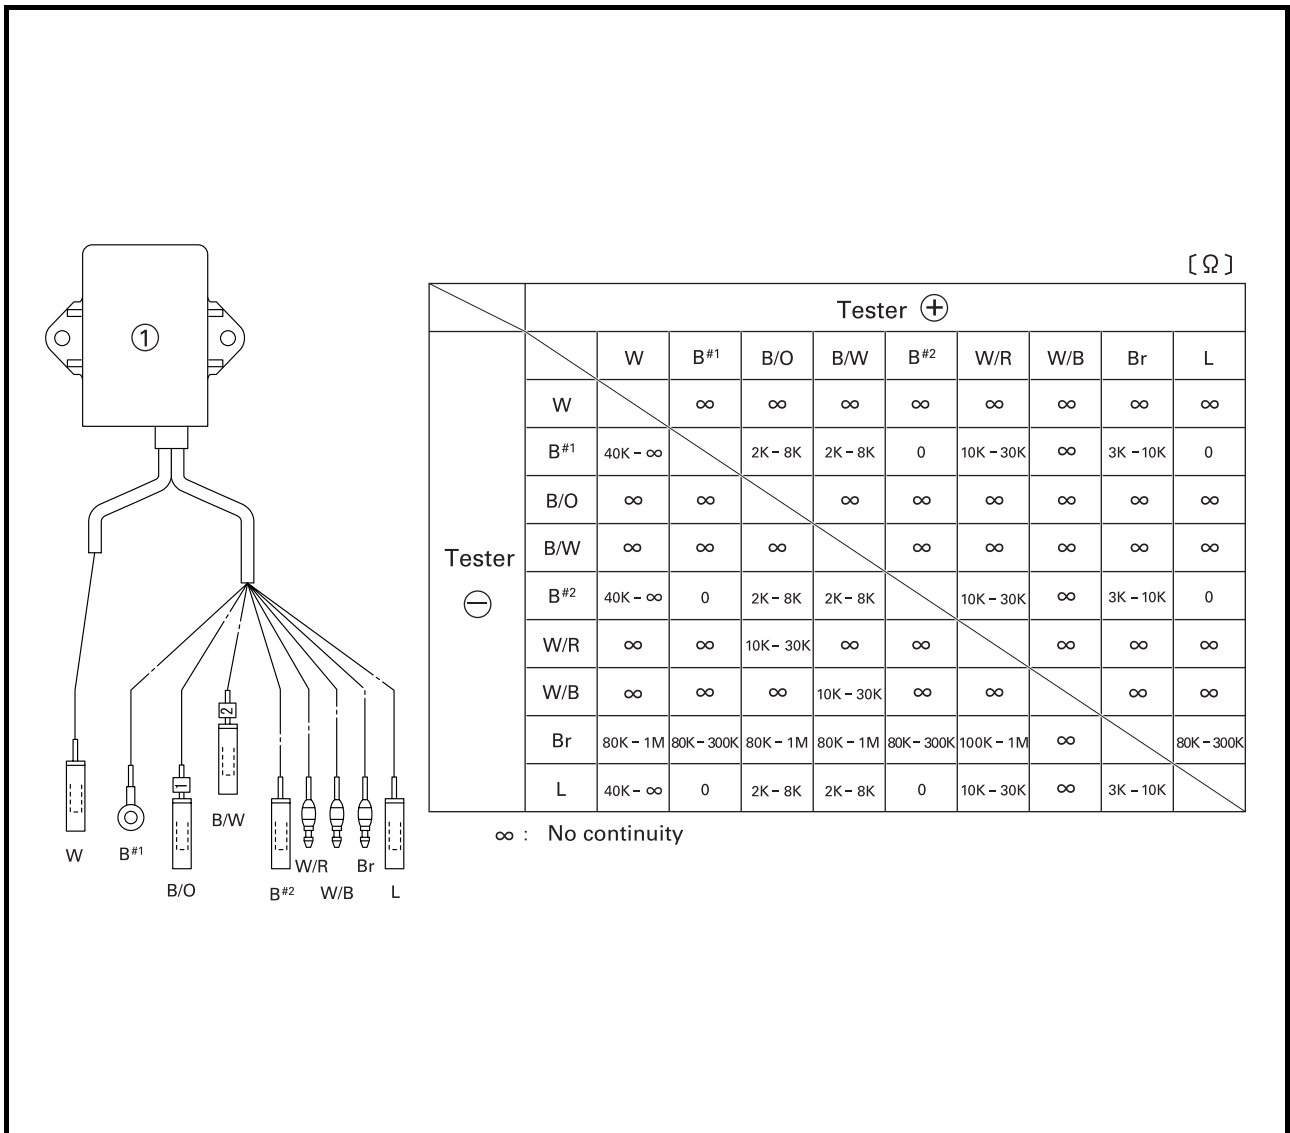 〔 Ω 〕
Tester ⊕
W B#1 B/O B/W B#2 W/R W/B Br L
W ∞ ∞ ∞ ∞ ∞ ∞ ∞ ∞
B#1 40K – ∞ 2K – 8K 2K – 8K 0 10K – 30K ∞ 3K – 10K 0
B/O ∞ ∞ ∞ ∞ ∞ ∞ ∞ ∞
Tester ⊖
B/W ∞ ∞ ∞ ∞ ∞ ∞ ∞ ∞
B#2 40K – ∞ 0 2K – 8K 2K – 8K 10K – 30K ∞ 3K – 10K 0
W/R ∞ ∞ 10K – 30K ∞ ∞ ∞ ∞ ∞
W/B ∞ ∞ ∞ 10K – 30K ∞ ∞ ∞ ∞
Br 80K – 1M 80K – 300K 80K – 1M 80K – 1M 80K – 300K 100K – 1M ∞ 80K – 300K
L 40K – ∞ 0 2K – 8K 2K – 8K 0 10K – 30K ∞ 3K – 10K
∞ : No continuity
1
2
1
B/W
W
B#1
B/O
B#2
W/R
W/B
Br
L